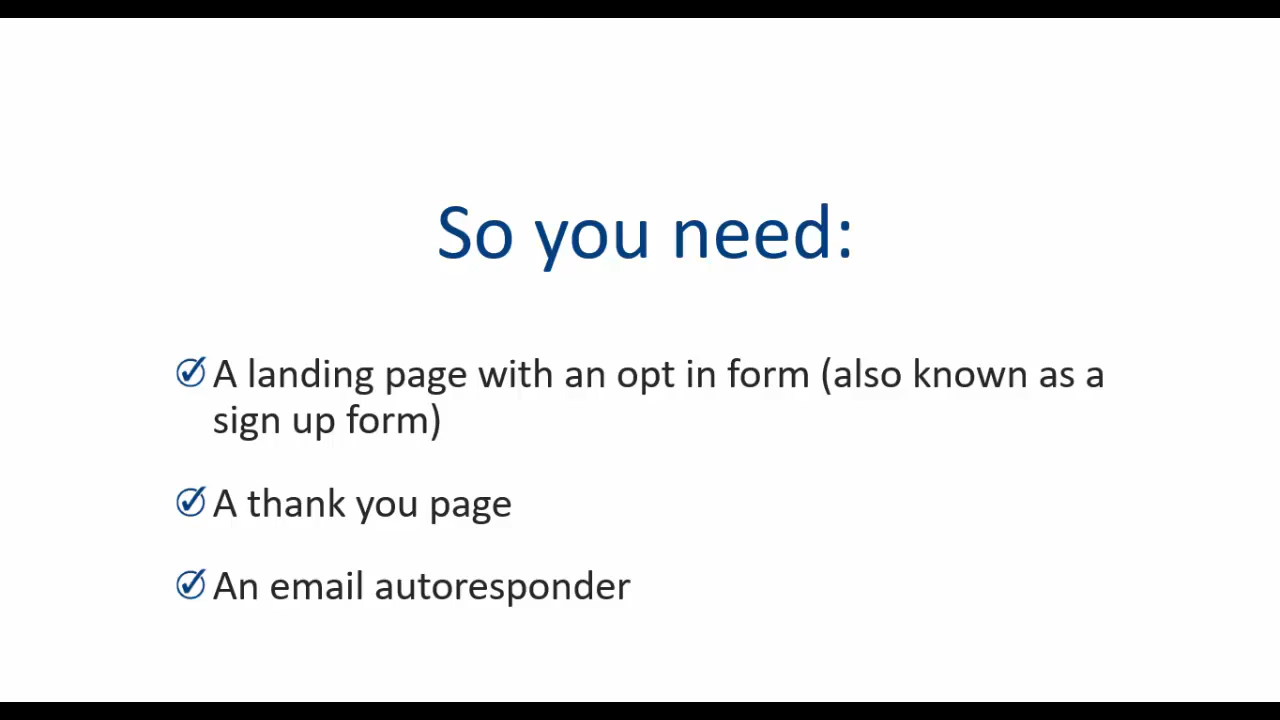 So you need:
A landing page with an opt in form (also known as a
sign up form)
A thank you page
An email autoresponder